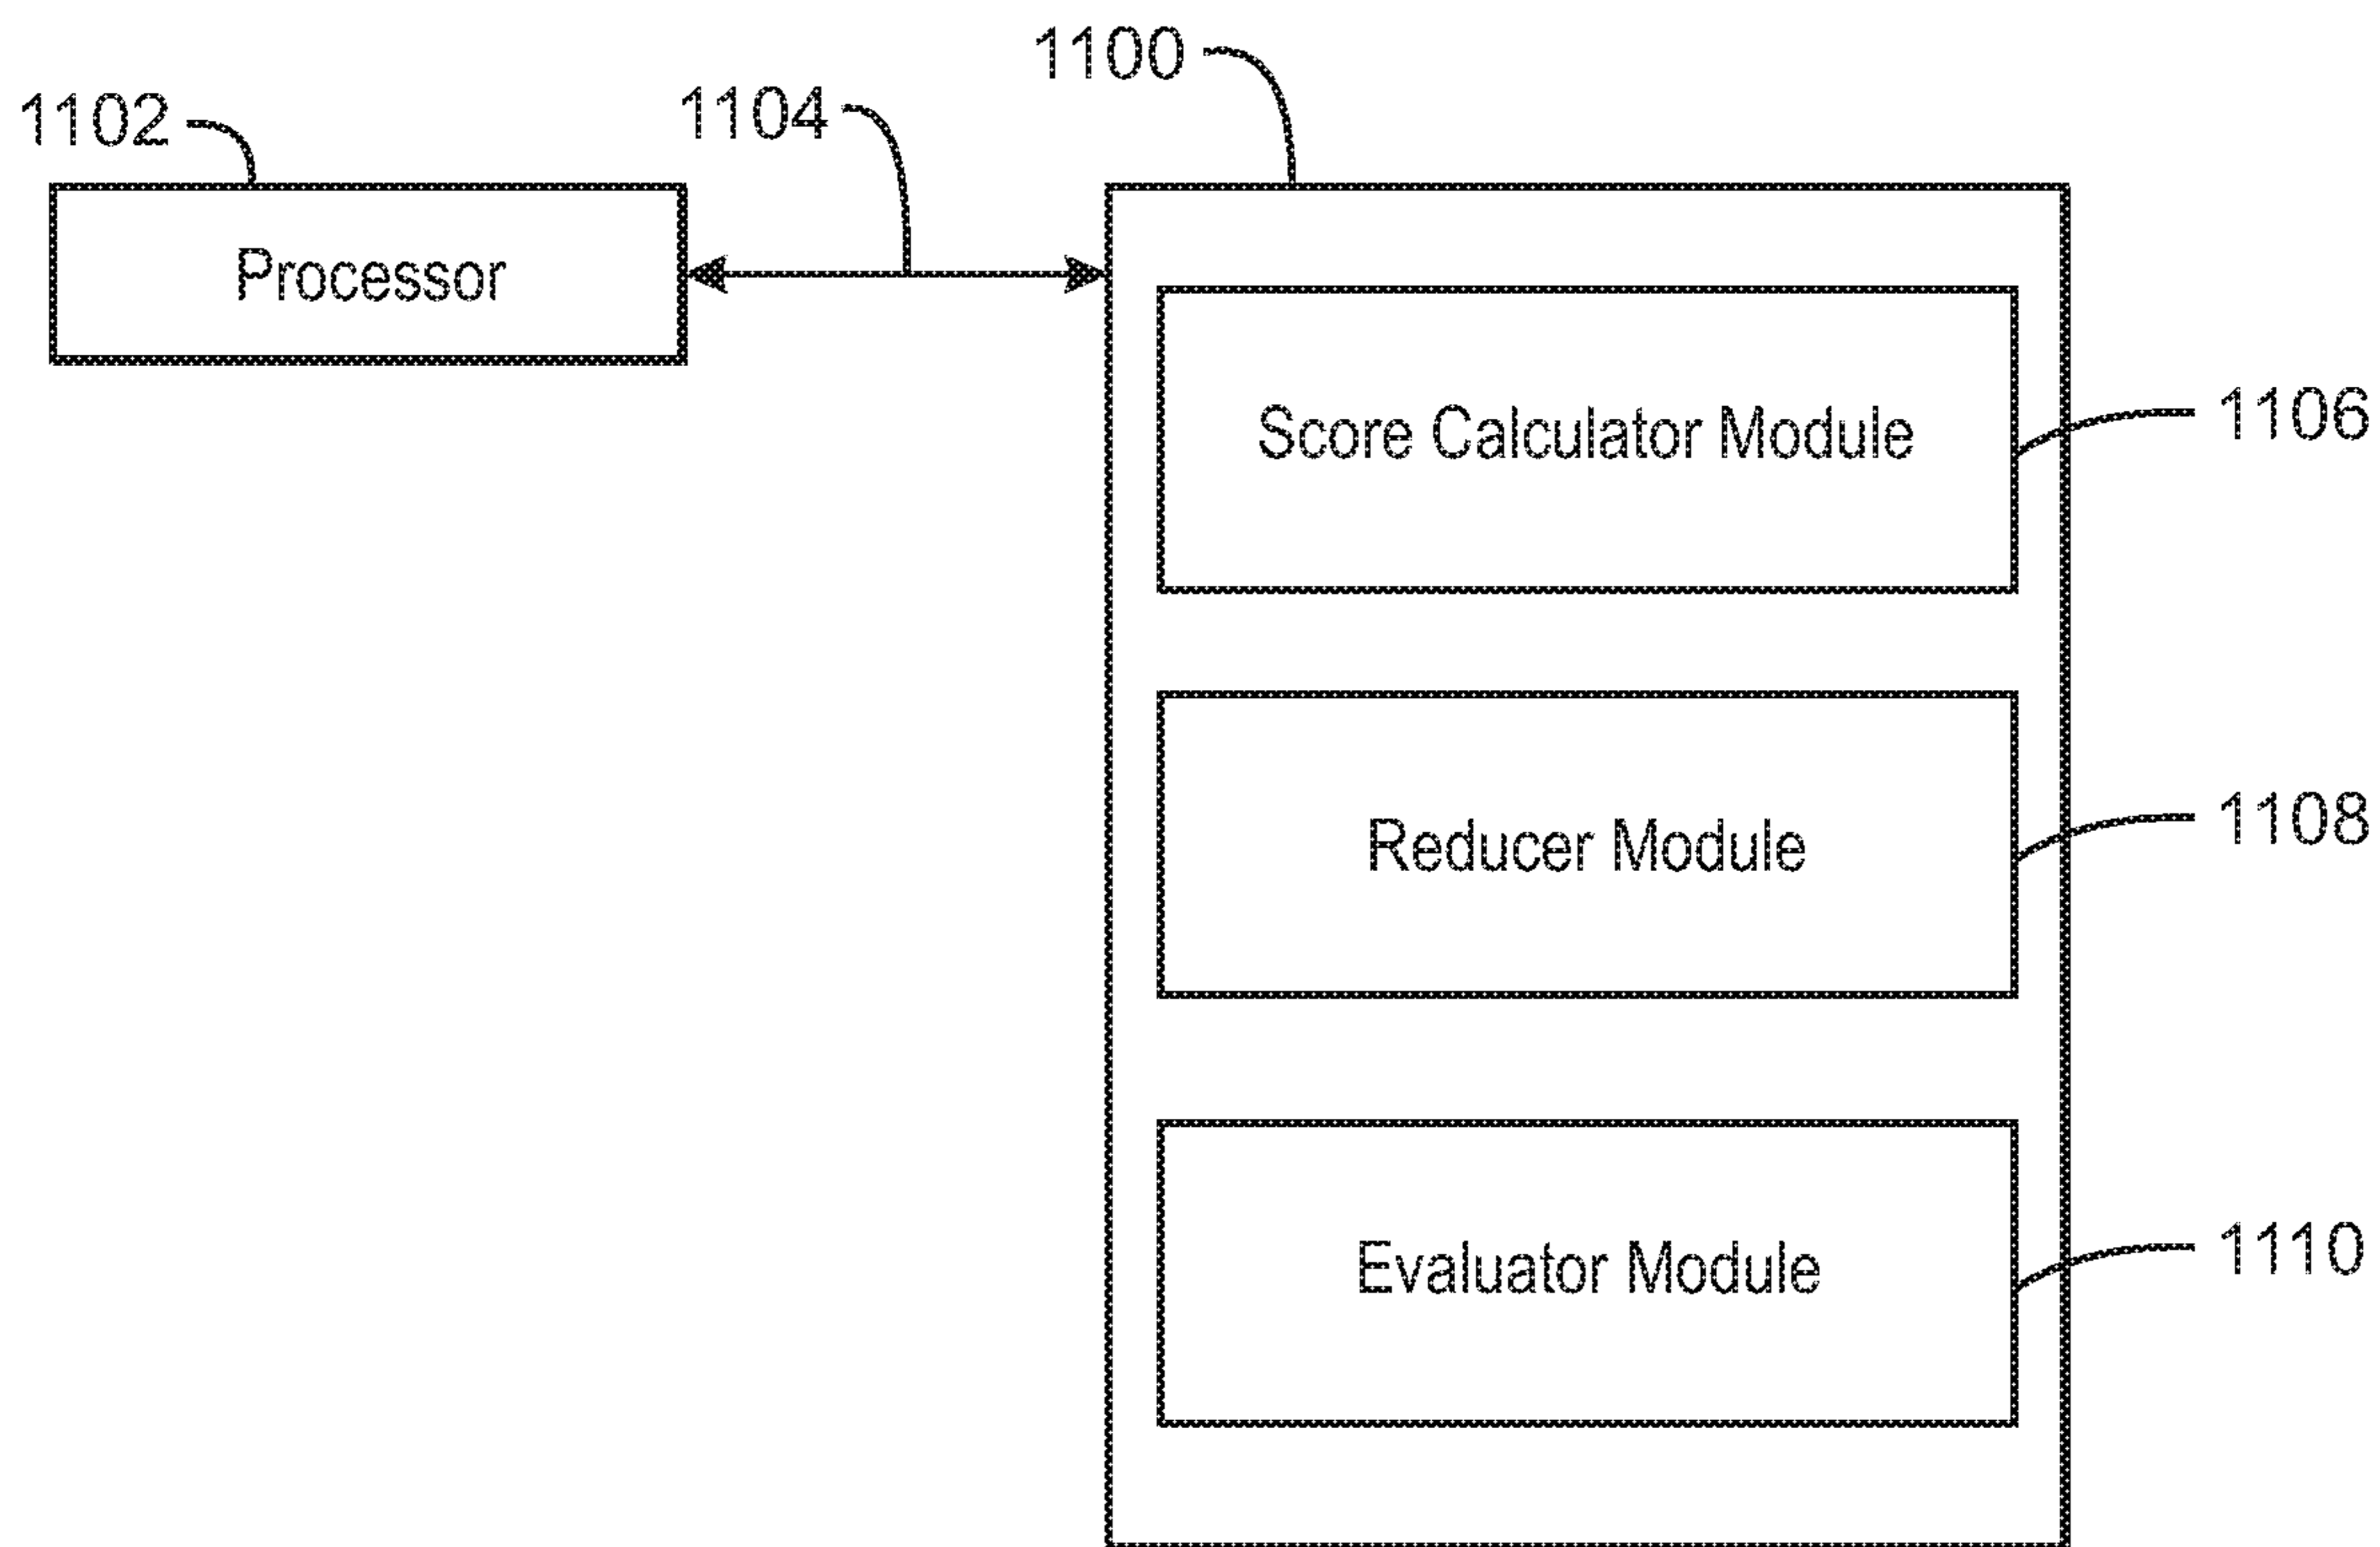 1100
1102
1104
Processor
Score Calculator Module
1106
Reducer Module
1108
Evaluator Module
1110